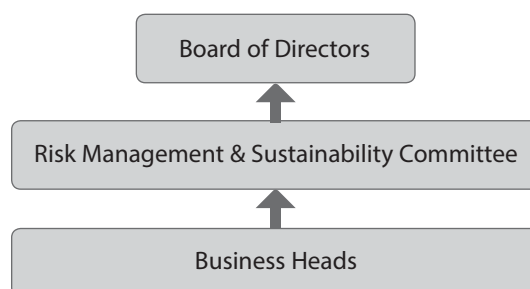 Board of Directors
Risk Management & Sustainability Committee
Business Heads